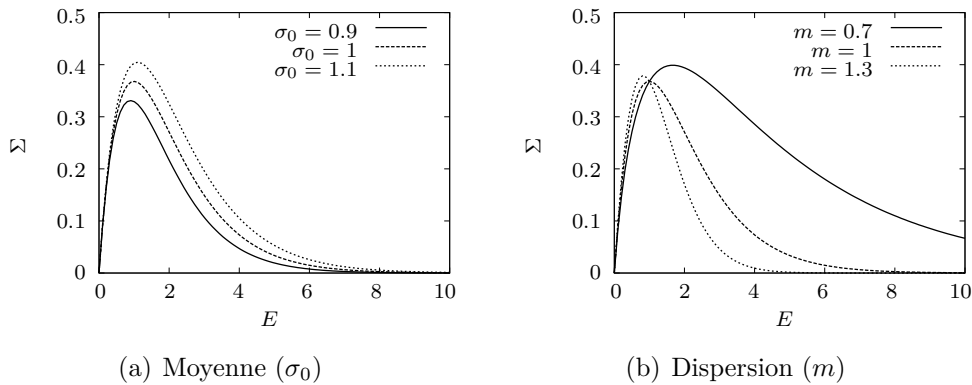 0.5
0.4
0.3
0.2
0.1
0
0 2 4 6 8 10
Σ
E
σ₀ = 0.9
σ₀ = 1
σ₀ = 1.1
(a) Moyenne (σ₀)
0.5
0.4
0.3
0.2
0.1
0
0 2 4 6 8 10
Σ
E
m = 0.7
m = 1
m = 1.3
(b) Dispersion (m)